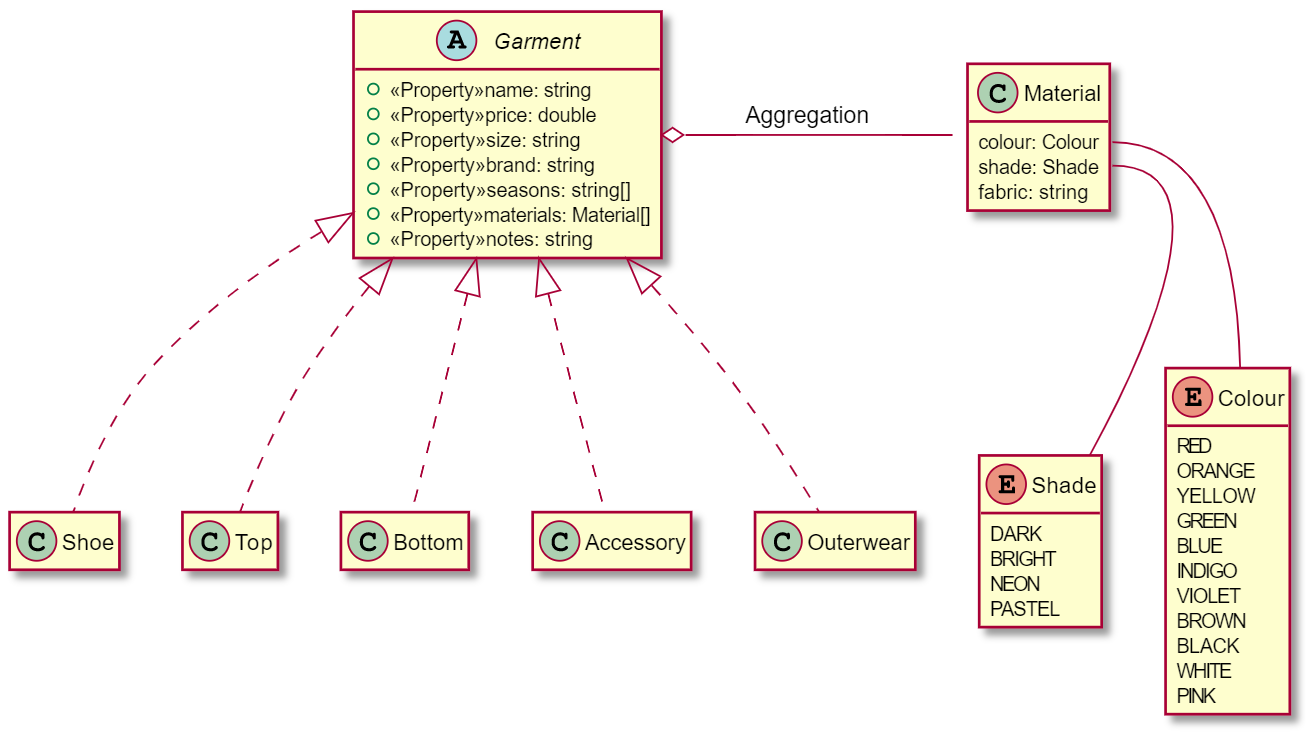 A Garment
«Property»name: string
«Property»price: double
«Property»size: string
«Property»brand: string
«Property»seasons: string[]
«Property»materials: Material[]
«Property»notes: string
Aggregation
C Material
colour: Colour
shade: Shade
fabric: string
C Shoe
C Top
C Bottom
C Accessory
C Outerwear
E Shade
DARK
BRIGHT
NEON
PASTEL
E Colour
RED
ORANGE
YELLOW
GREEN
BLUE
INDIGO
VIOLET
BROWN
BLACK
WHITE
PINK